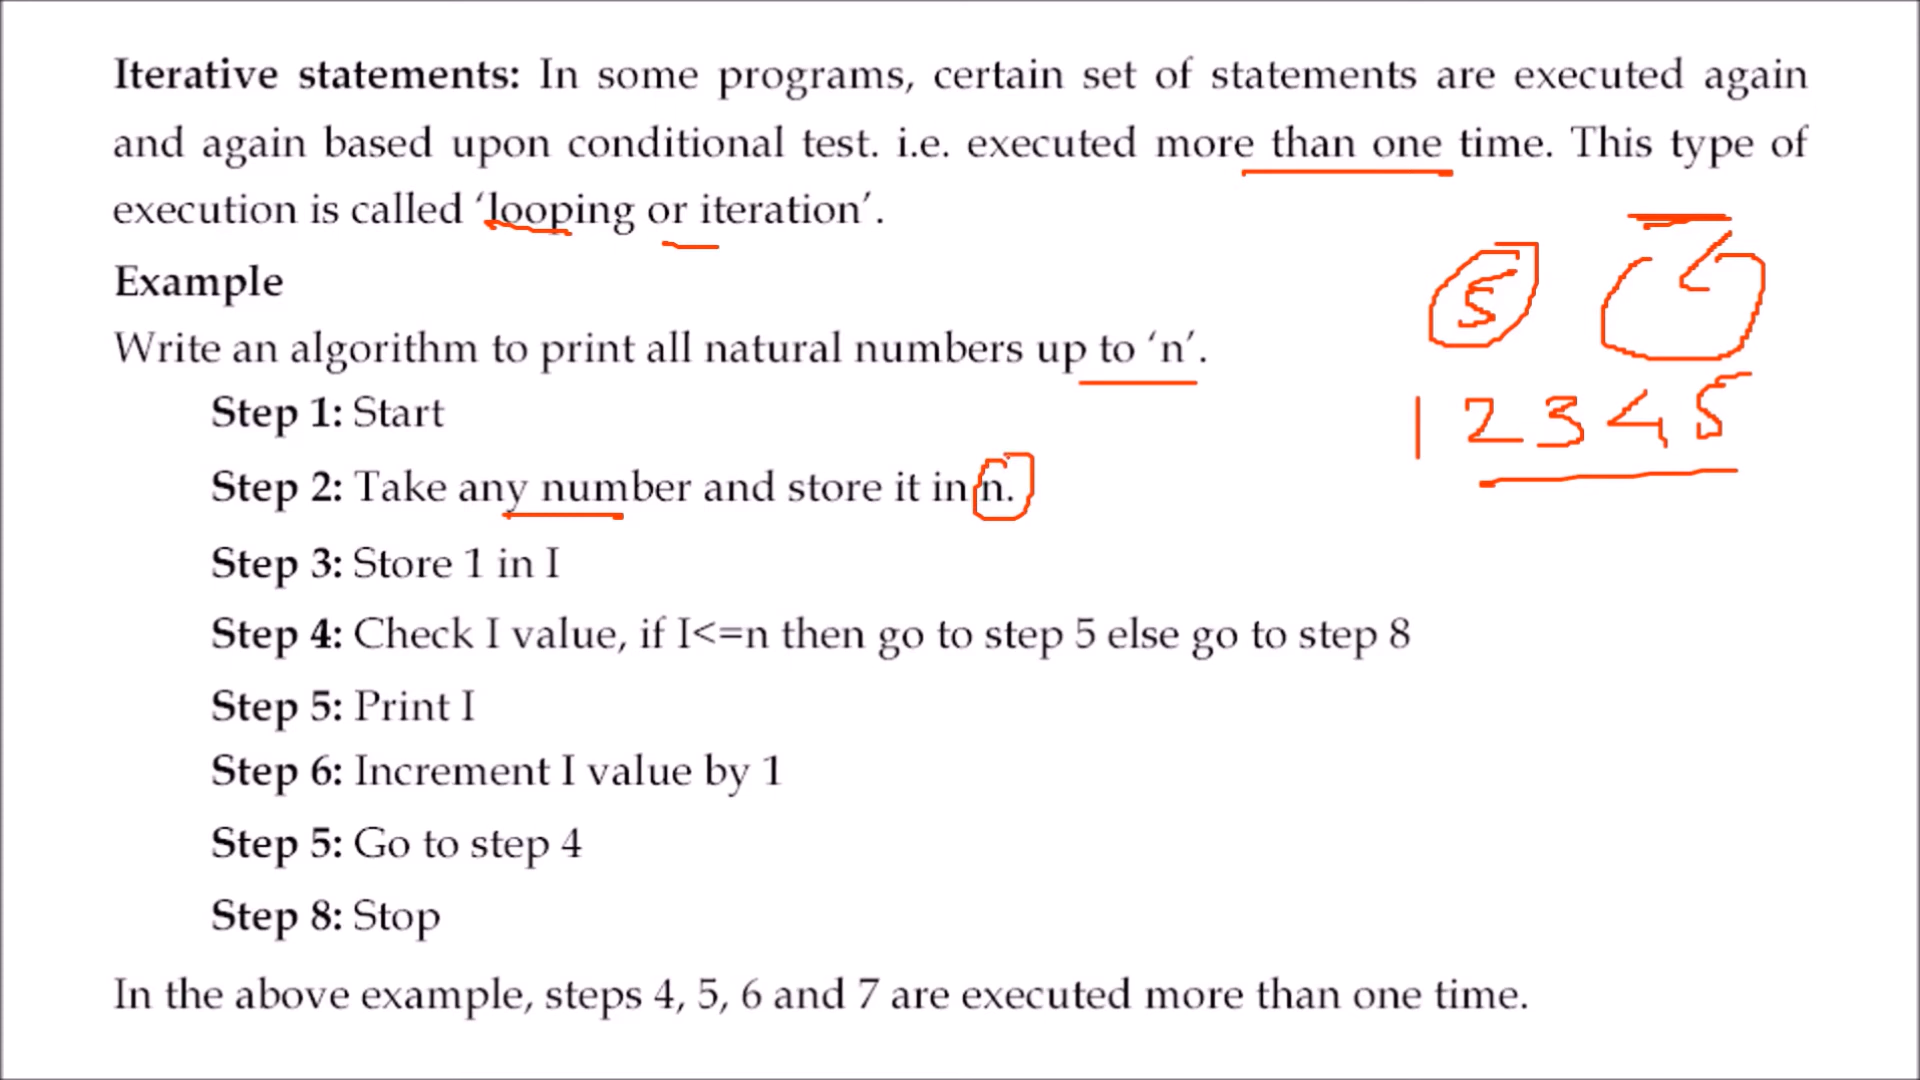 Iterative statements: In some programs, certain set of statements are executed again
and again based upon conditional test. i.e. executed more than one time. This type of
execution is called ‘looping or iteration’.
Example
Write an algorithm to print all natural numbers up to ‘n’.
5
1 2 3 4 5
Step 1: Start
Step 2: Take any number and store it in n.
Step 3: Store 1 in I
Step 4: Check I value, if I<=n then go to step 5 else go to step 8
Step 5: Print I
Step 6: Increment I value by 1
Step 5: Go to step 4
Step 8: Stop
In the above example, steps 4, 5, 6 and 7 are executed more than one time.